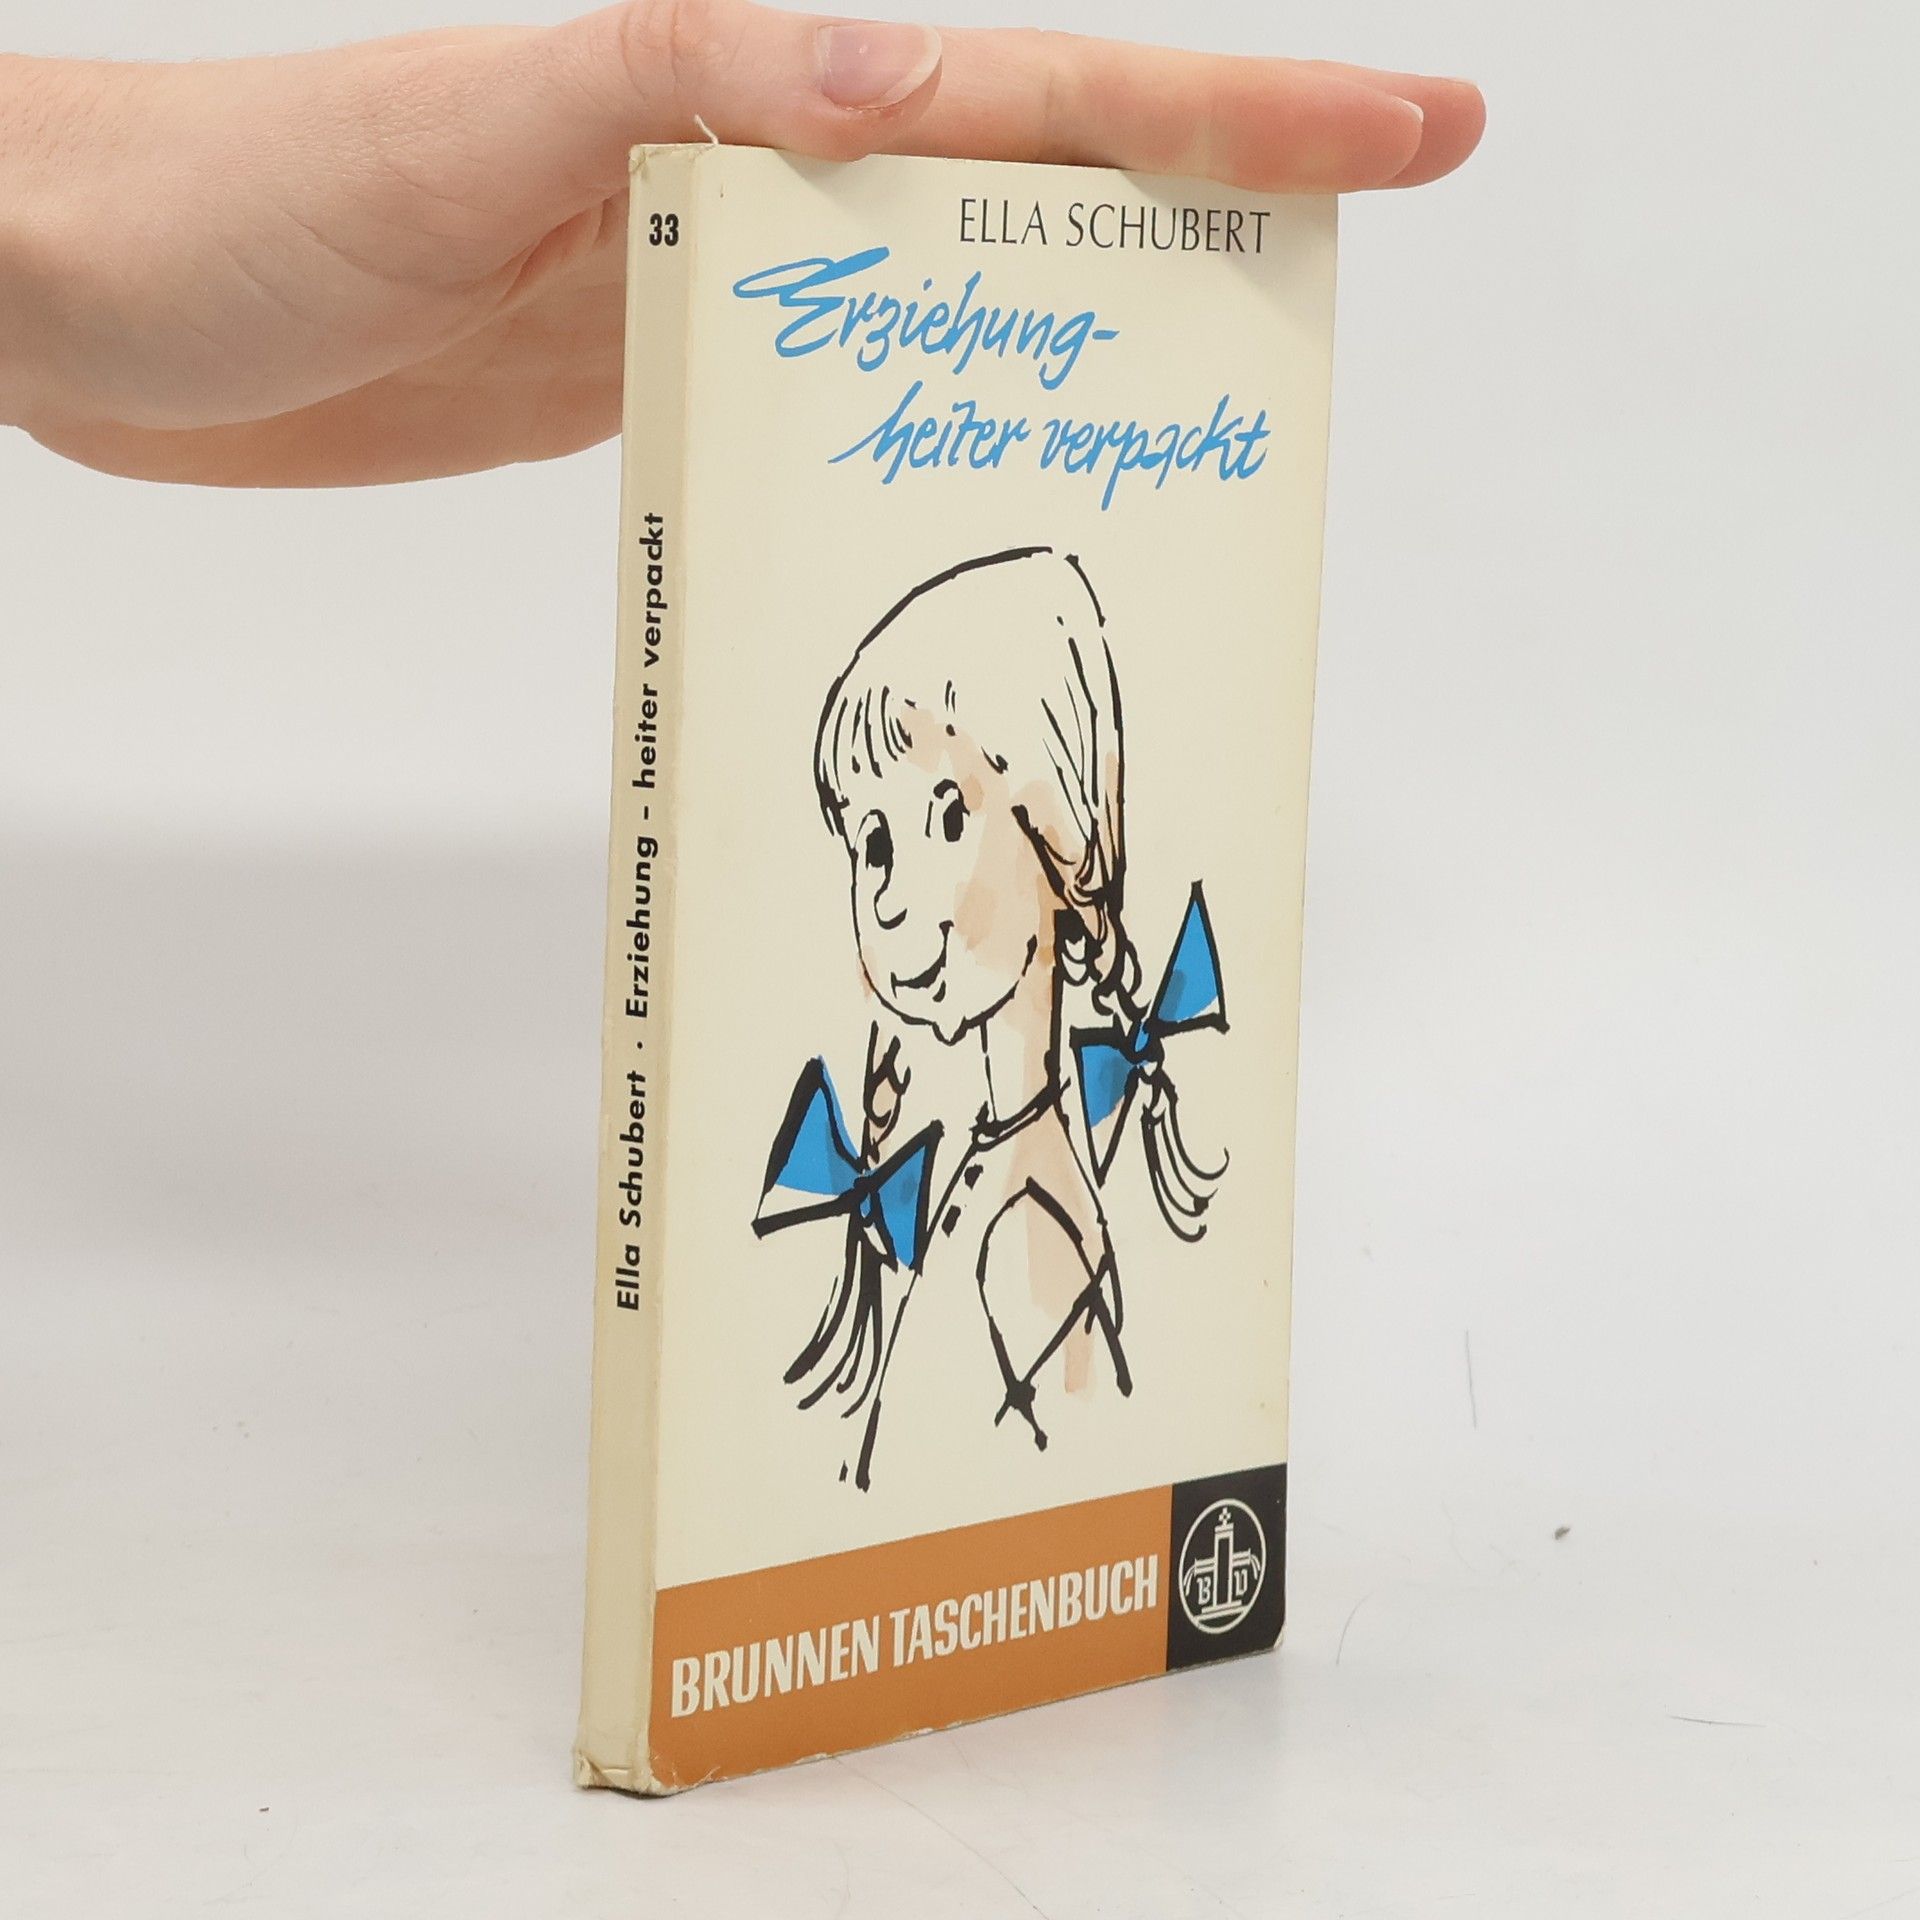 33
Ella Schubert · Erziehung - heiter verpackt
ELLA SCHUBERT
Erziehung-
heiter verpackt
BRUNNEN TASCHENBUCH
B V